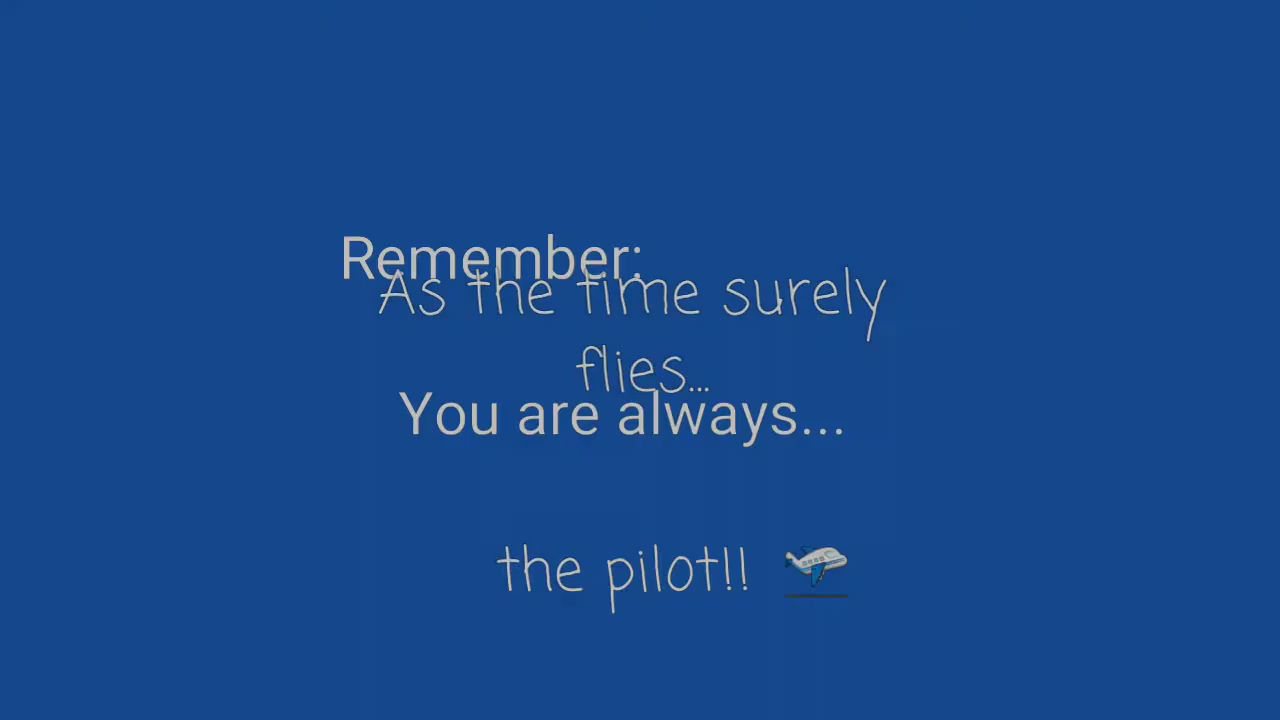 Remember:
As the time surely
flies...
You are always...
the pilot!! 🛫